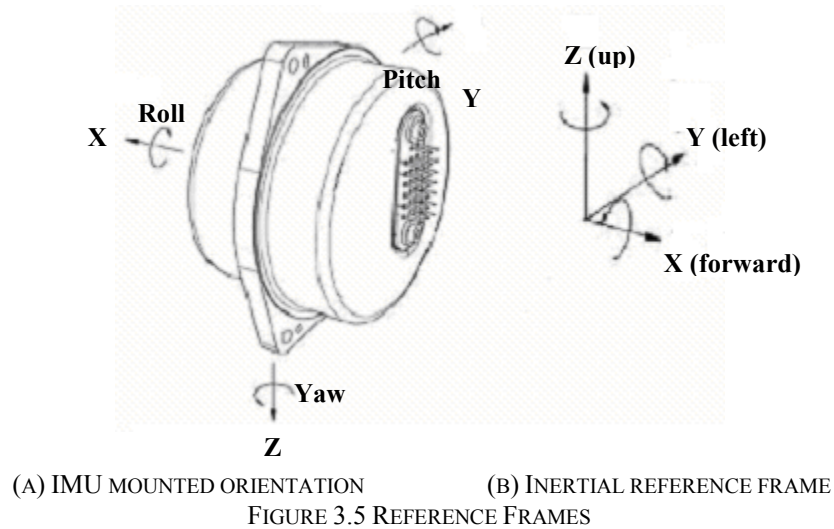 Z (up)
Pitch
Roll
Y
X
Y (left)
X (forward)
Yaw
Z
(A) IMU MOUNTED ORIENTATION (B) INERTIAL REFERENCE FRAME
FIGURE 3.5 REFERENCE FRAMES